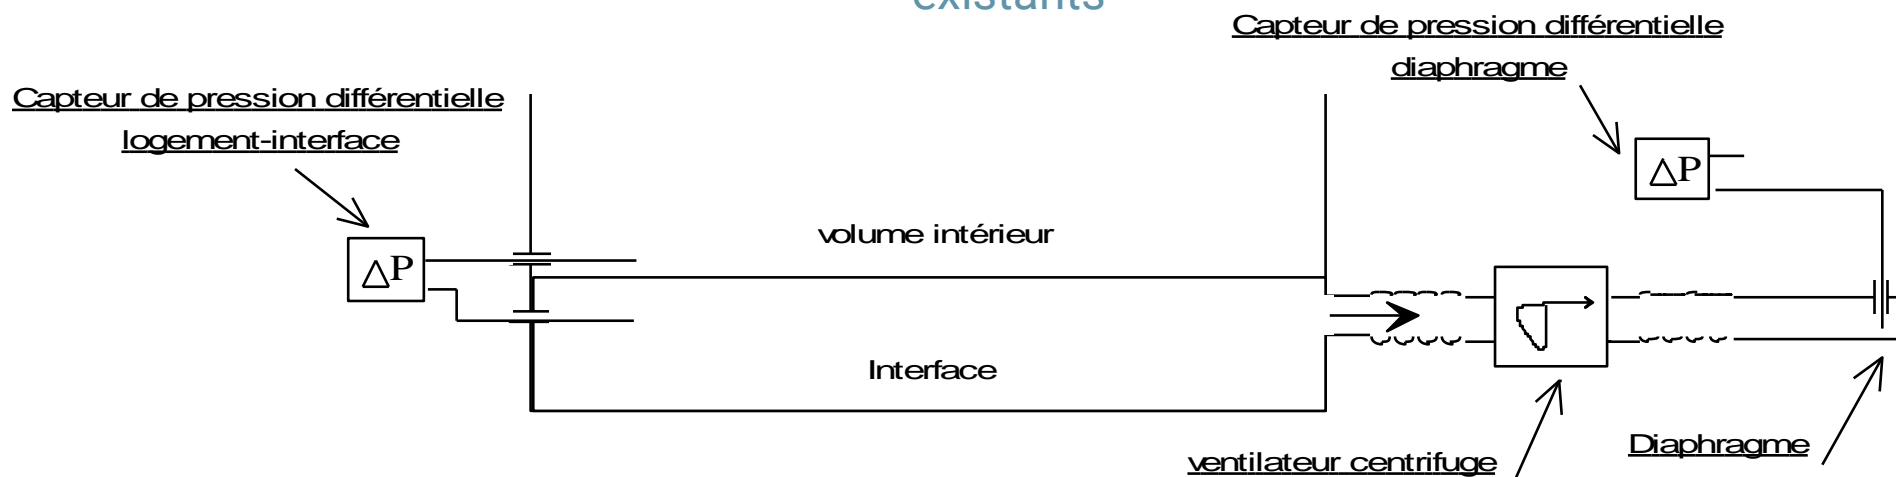 existants
Capteur de pression différentielle
diaphragme
Capteur de pression différentielle
logement-interface
ΔP
volume intérieur
ΔP
Interface
ventilateur centrifuge
Diaphragme